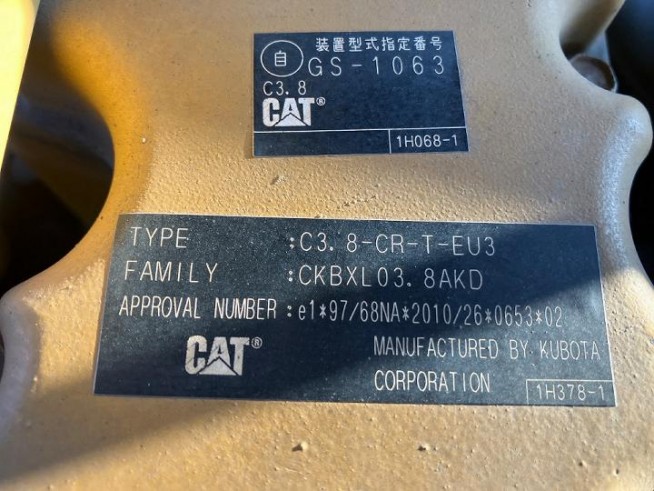 装置型式指定番号
自 GS-1063
C3.8
CAT®
1H068-1
TYPE :C3.8-CR-T-EU3
FAMILY :CKBXL03.8AKD
APPROVAL NUMBER :e1*97/68NA*2010/26*0653*02
CAT® MANUFACTURED BY KUBOTA
CORPORATION
1H378-1